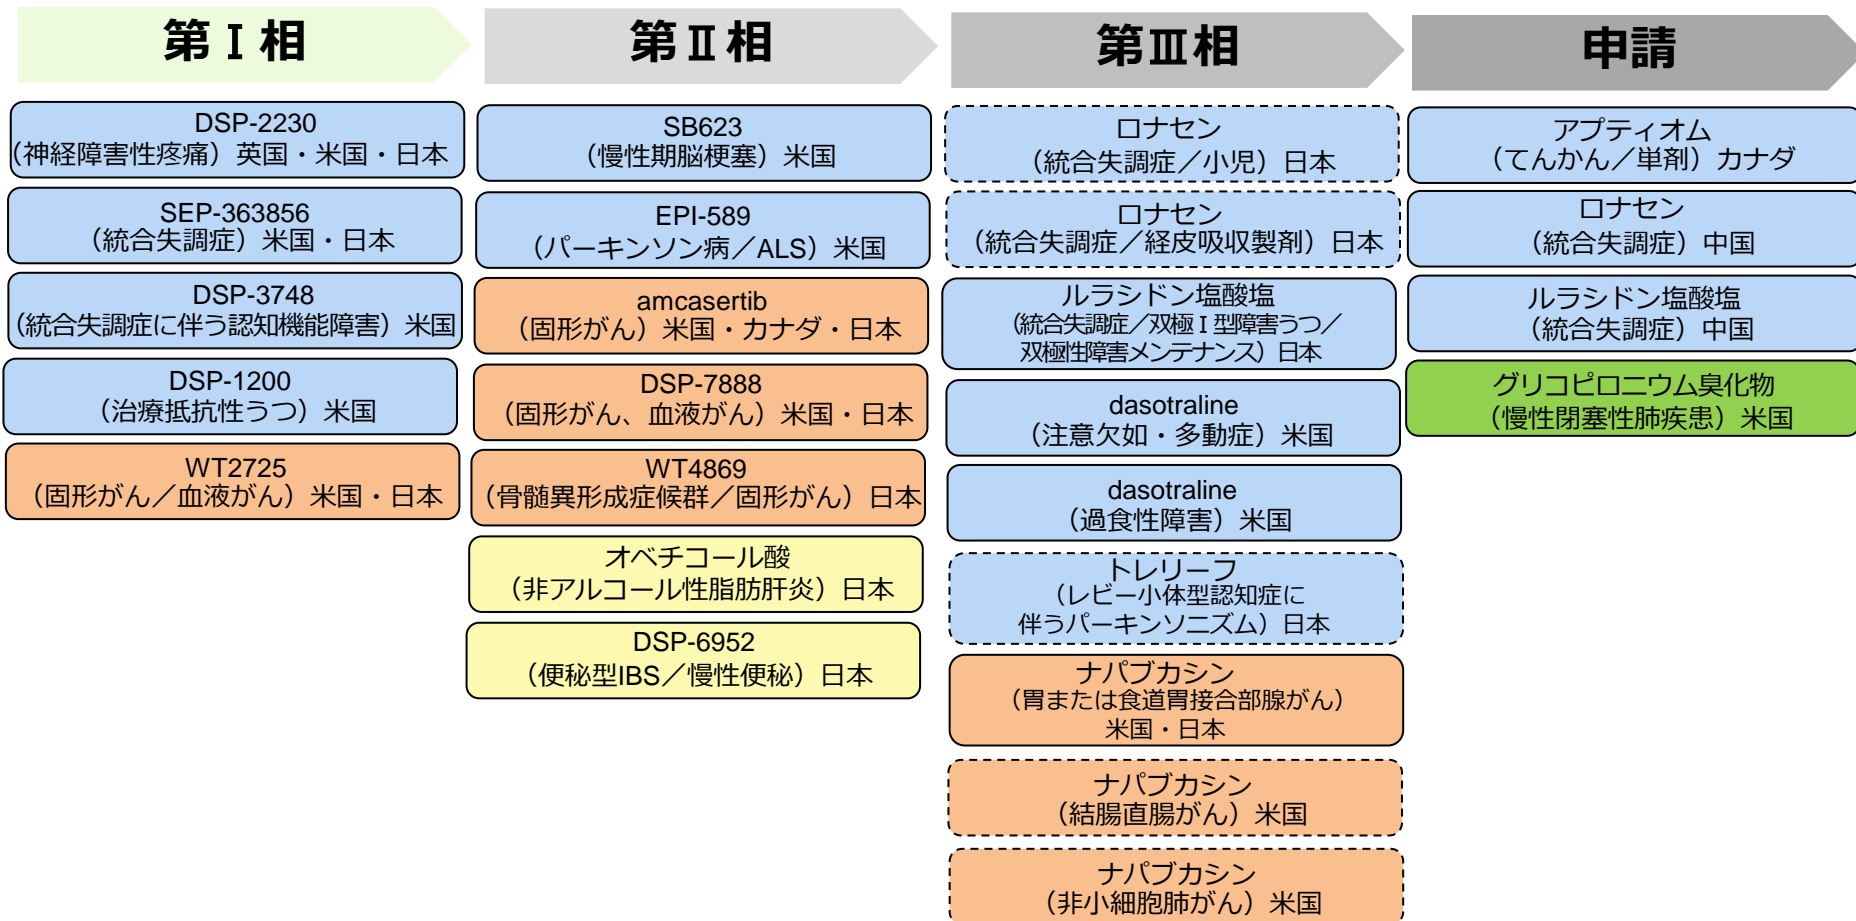 第Ⅰ相
DSP-2230
（神経障害性疼痛）英国・米国・日本
SEP-363856
（統合失調症）米国・日本
DSP-3748
（統合失調症に伴う認知機能障害）米国
DSP-1200
（治療抵抗性うつ）米国
WT2725
（固形がん／血液がん）米国・日本
第Ⅱ相
SB623
（慢性期脳梗塞）米国
EPI-589
（パーキンソン病／ALS）米国
amcasertib
（固形がん）米国・カナダ・日本
DSP-7888
（固形がん、血液がん）米国・日本
WT4869
（骨髄異形成症候群／固形がん）日本
オベチコール酸
（非アルコール性脂肪肝炎）日本
DSP-6952
（便秘型IBS／慢性便秘）日本
第Ⅲ相
ロナセン
（統合失調症／小児）日本
ロナセン
（統合失調症／経皮吸収製剤）日本
ルラシドン塩酸塩
（統合失調症／双極Ⅰ型障害うつ／
双極性障害メンテナンス）日本
dasotraline
（注意欠如・多動症）米国
dasotraline
（過食性障害）米国
トレリーフ
（レビー小体型認知症に
伴うパーキンソニズム）日本
ナパブカシン
（胃または食道胃接合部腺がん）
米国・日本
ナパブカシン
（結腸直腸がん）米国
ナパブカシン
（非小細胞肺がん）米国
申請
アプティオム
（てんかん／単剤）カナダ
ロナセン
（統合失調症）中国
ルラシドン塩酸塩
（統合失調症）中国
グリコピロニウム臭化物
（慢性閉塞性肺疾患）米国